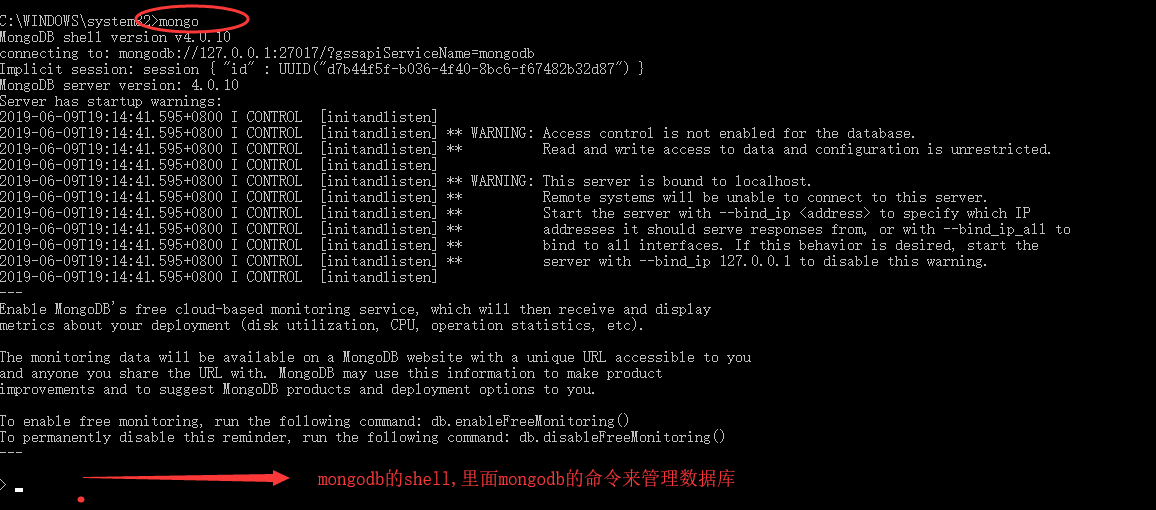 C:\WINDOWS\system32>mongo
MongoDB shell version v4.0.10
connecting to: mongodb://127.0.0.1:27017/?gssapiServiceName=mongodb
Implicit session: session { "id" : UUID("d7b44f5f-b036-4f40-8bc6-f67482b32d87") }
MongoDB server version: 4.0.10
Server has startup warnings:
2019-06-09T19:14:41.595+0800 I CONTROL  [initandlisten]
2019-06-09T19:14:41.595+0800 I CONTROL  [initandlisten] ** WARNING: Access control is not enabled for the database.
2019-06-09T19:14:41.595+0800 I CONTROL  [initandlisten] **          Read and write access to data and configuration is unrestricted.
2019-06-09T19:14:41.595+0800 I CONTROL  [initandlisten]
2019-06-09T19:14:41.595+0800 I CONTROL  [initandlisten] ** WARNING: This server is bound to localhost.
2019-06-09T19:14:41.595+0800 I CONTROL  [initandlisten] **          Remote systems will be unable to connect to this server.
2019-06-09T19:14:41.595+0800 I CONTROL  [initandlisten] **          Start the server with --bind_ip <address> to specify which IP
2019-06-09T19:14:41.595+0800 I CONTROL  [initandlisten] **          addresses it should serve responses from, or with --bind_ip_all to
2019-06-09T19:14:41.595+0800 I CONTROL  [initandlisten] **          bind to all interfaces. If this behavior is desired, start the
2019-06-09T19:14:41.595+0800 I CONTROL  [initandlisten] **          server with --bind_ip 127.0.0.1 to disable this warning.
2019-06-09T19:14:41.595+0800 I CONTROL  [initandlisten]
---
Enable MongoDB's free cloud-based monitoring service, which will then receive and display
metrics about your deployment (disk utilization, CPU, operation statistics, etc).
The monitoring data will be available on a MongoDB website with a unique URL accessible to you
and anyone you share the URL with. MongoDB may use this information to make product
improvements and to suggest MongoDB products and deployment options to you.
To enable free monitoring, run the following command: db.enableFreeMonitoring()
To permanently disable this reminder, run the following command: db.disableFreeMonitoring()
---
mongodb的shell,里面mongodb的命令来管理数据库
>